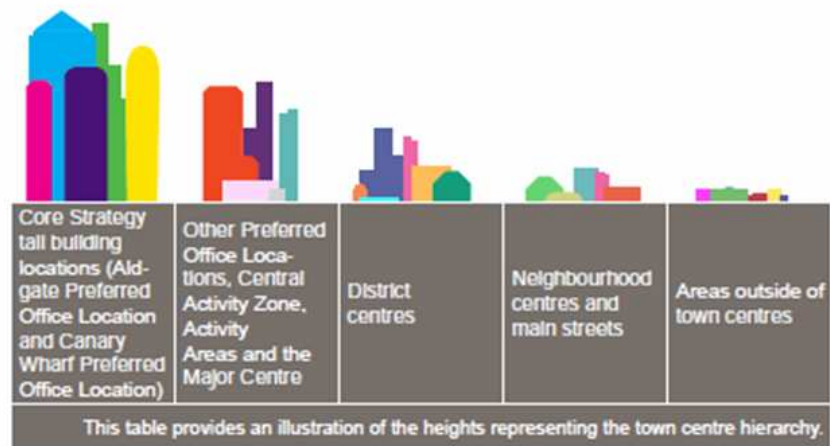 Core Strategy
tall building
locations (Ald-
gate Preferred
Office Location
and Canary
Wharf Preferred
Office Location)
Other Preferred
Office Loca-
tions, Central
Activity Zone,
Activity
Areas and the
Major Centre
District
centres
Neighbourhood
centres and
main streets
Areas outside of
town centres
This table provides an illustration of the heights representing the town centre hierarchy.